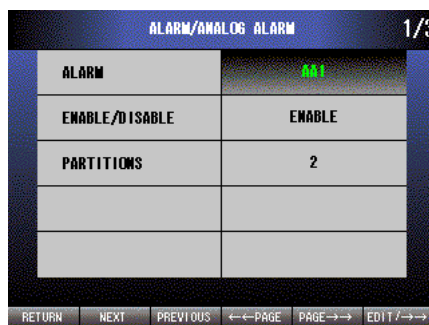 ALARM/ANALOG ALARM 1/3
ALARM AA1
ENABLE/DISABLE ENABLE
PARTITIONS 2
RETURN NEXT PREVIOUS ←←PAGE PAGE→→ EDIT/→→